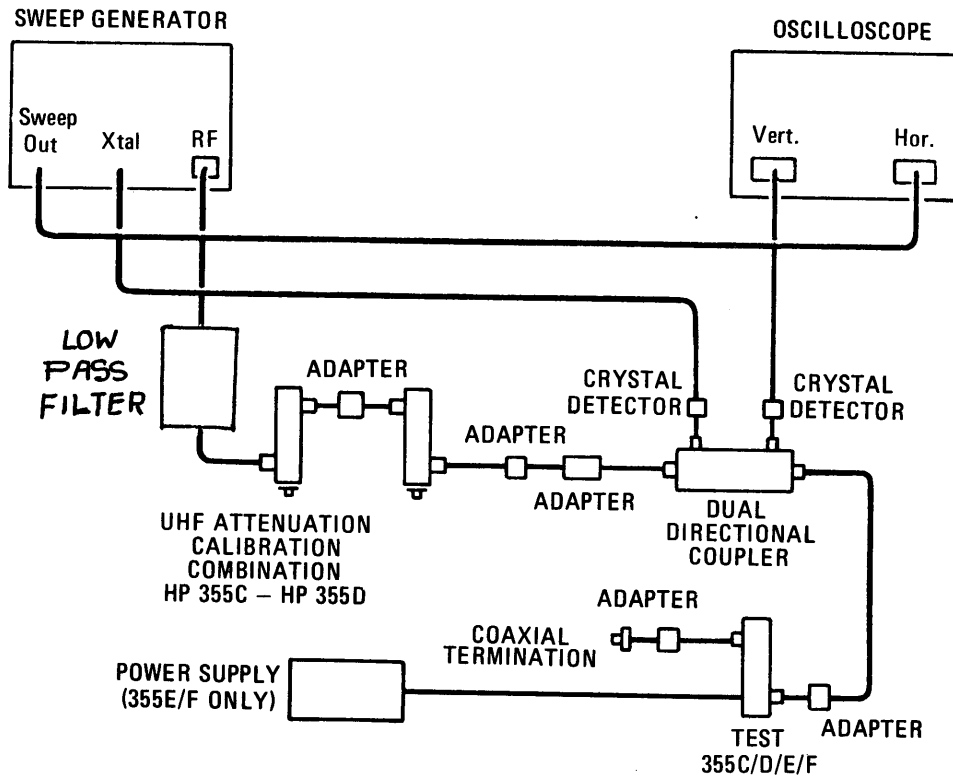 SWEEP GENERATOR
OSCILLOSCOPE
Sweep
Out
Xtal
RF
Vert.
Hor.
LOW
PASS
FILTER
ADAPTER
CRYSTAL
DETECTOR
CRYSTAL
DETECTOR
ADAPTER
ADAPTER
DUAL
DIRECTIONAL
COUPLER
UHF ATTENUATION
CALIBRATION
COMBINATION
HP 355C – HP 355D
ADAPTER
COAXIAL
TERMINATION
POWER SUPPLY
(355E/F ONLY)
ADAPTER
TEST
355C/D/E/F